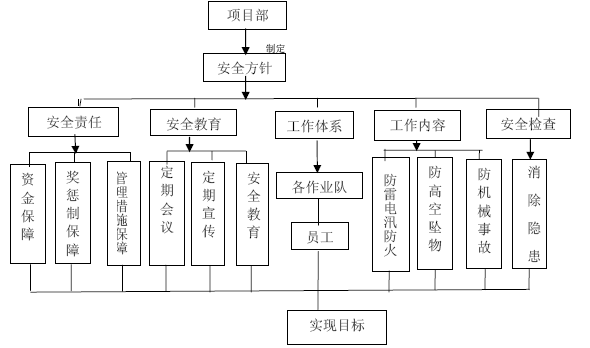 项目部
制定
安全方针
安全责任
安全教育
工作体系
工作内容
安全检查
资金保障
奖惩制保障
管理措施保障
定期会议
定期宣传
安全教育
各作业队
员工
防雷电汛防火
防高空坠物
防机械事故
消除隐患
实现目标